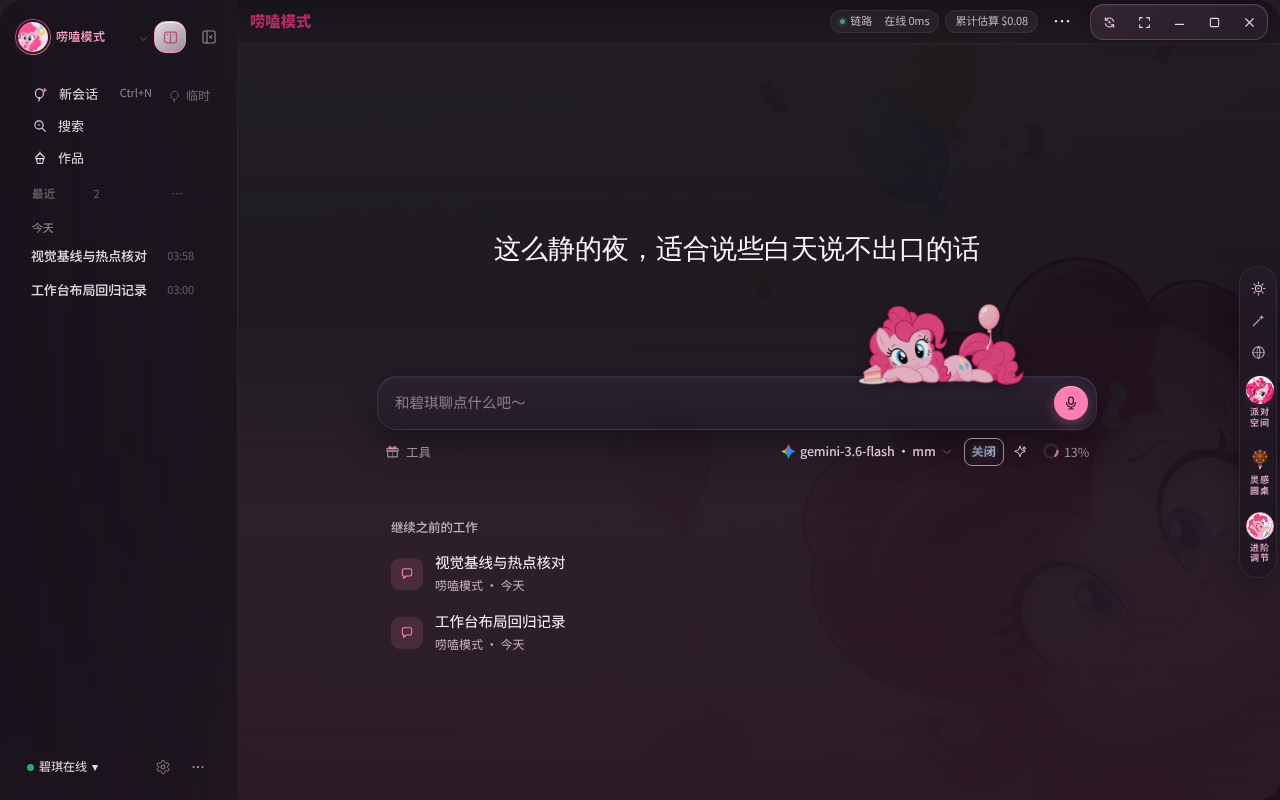 唠嗑模式
新会话 Ctrl+N 临时
搜索
作品
最近 2 ···
今天
视觉基线与热点核对 03:58
工作台布局回归记录 03:00
碧琪在线 ▾ ···
唠嗑模式
链路 在线 0ms 累计估算 $0.08 ···
这么静的夜，适合说些白天说不出口的话
和碧琪聊点什么吧～
工具
gemini-3.6-flash • mm 关闭 13%
继续之前的工作
视觉基线与热点核对
唠嗑模式 • 今天
工作台布局回归记录
唠嗑模式 • 今天
派对
空间
灵感
圆桌
进阶
调节